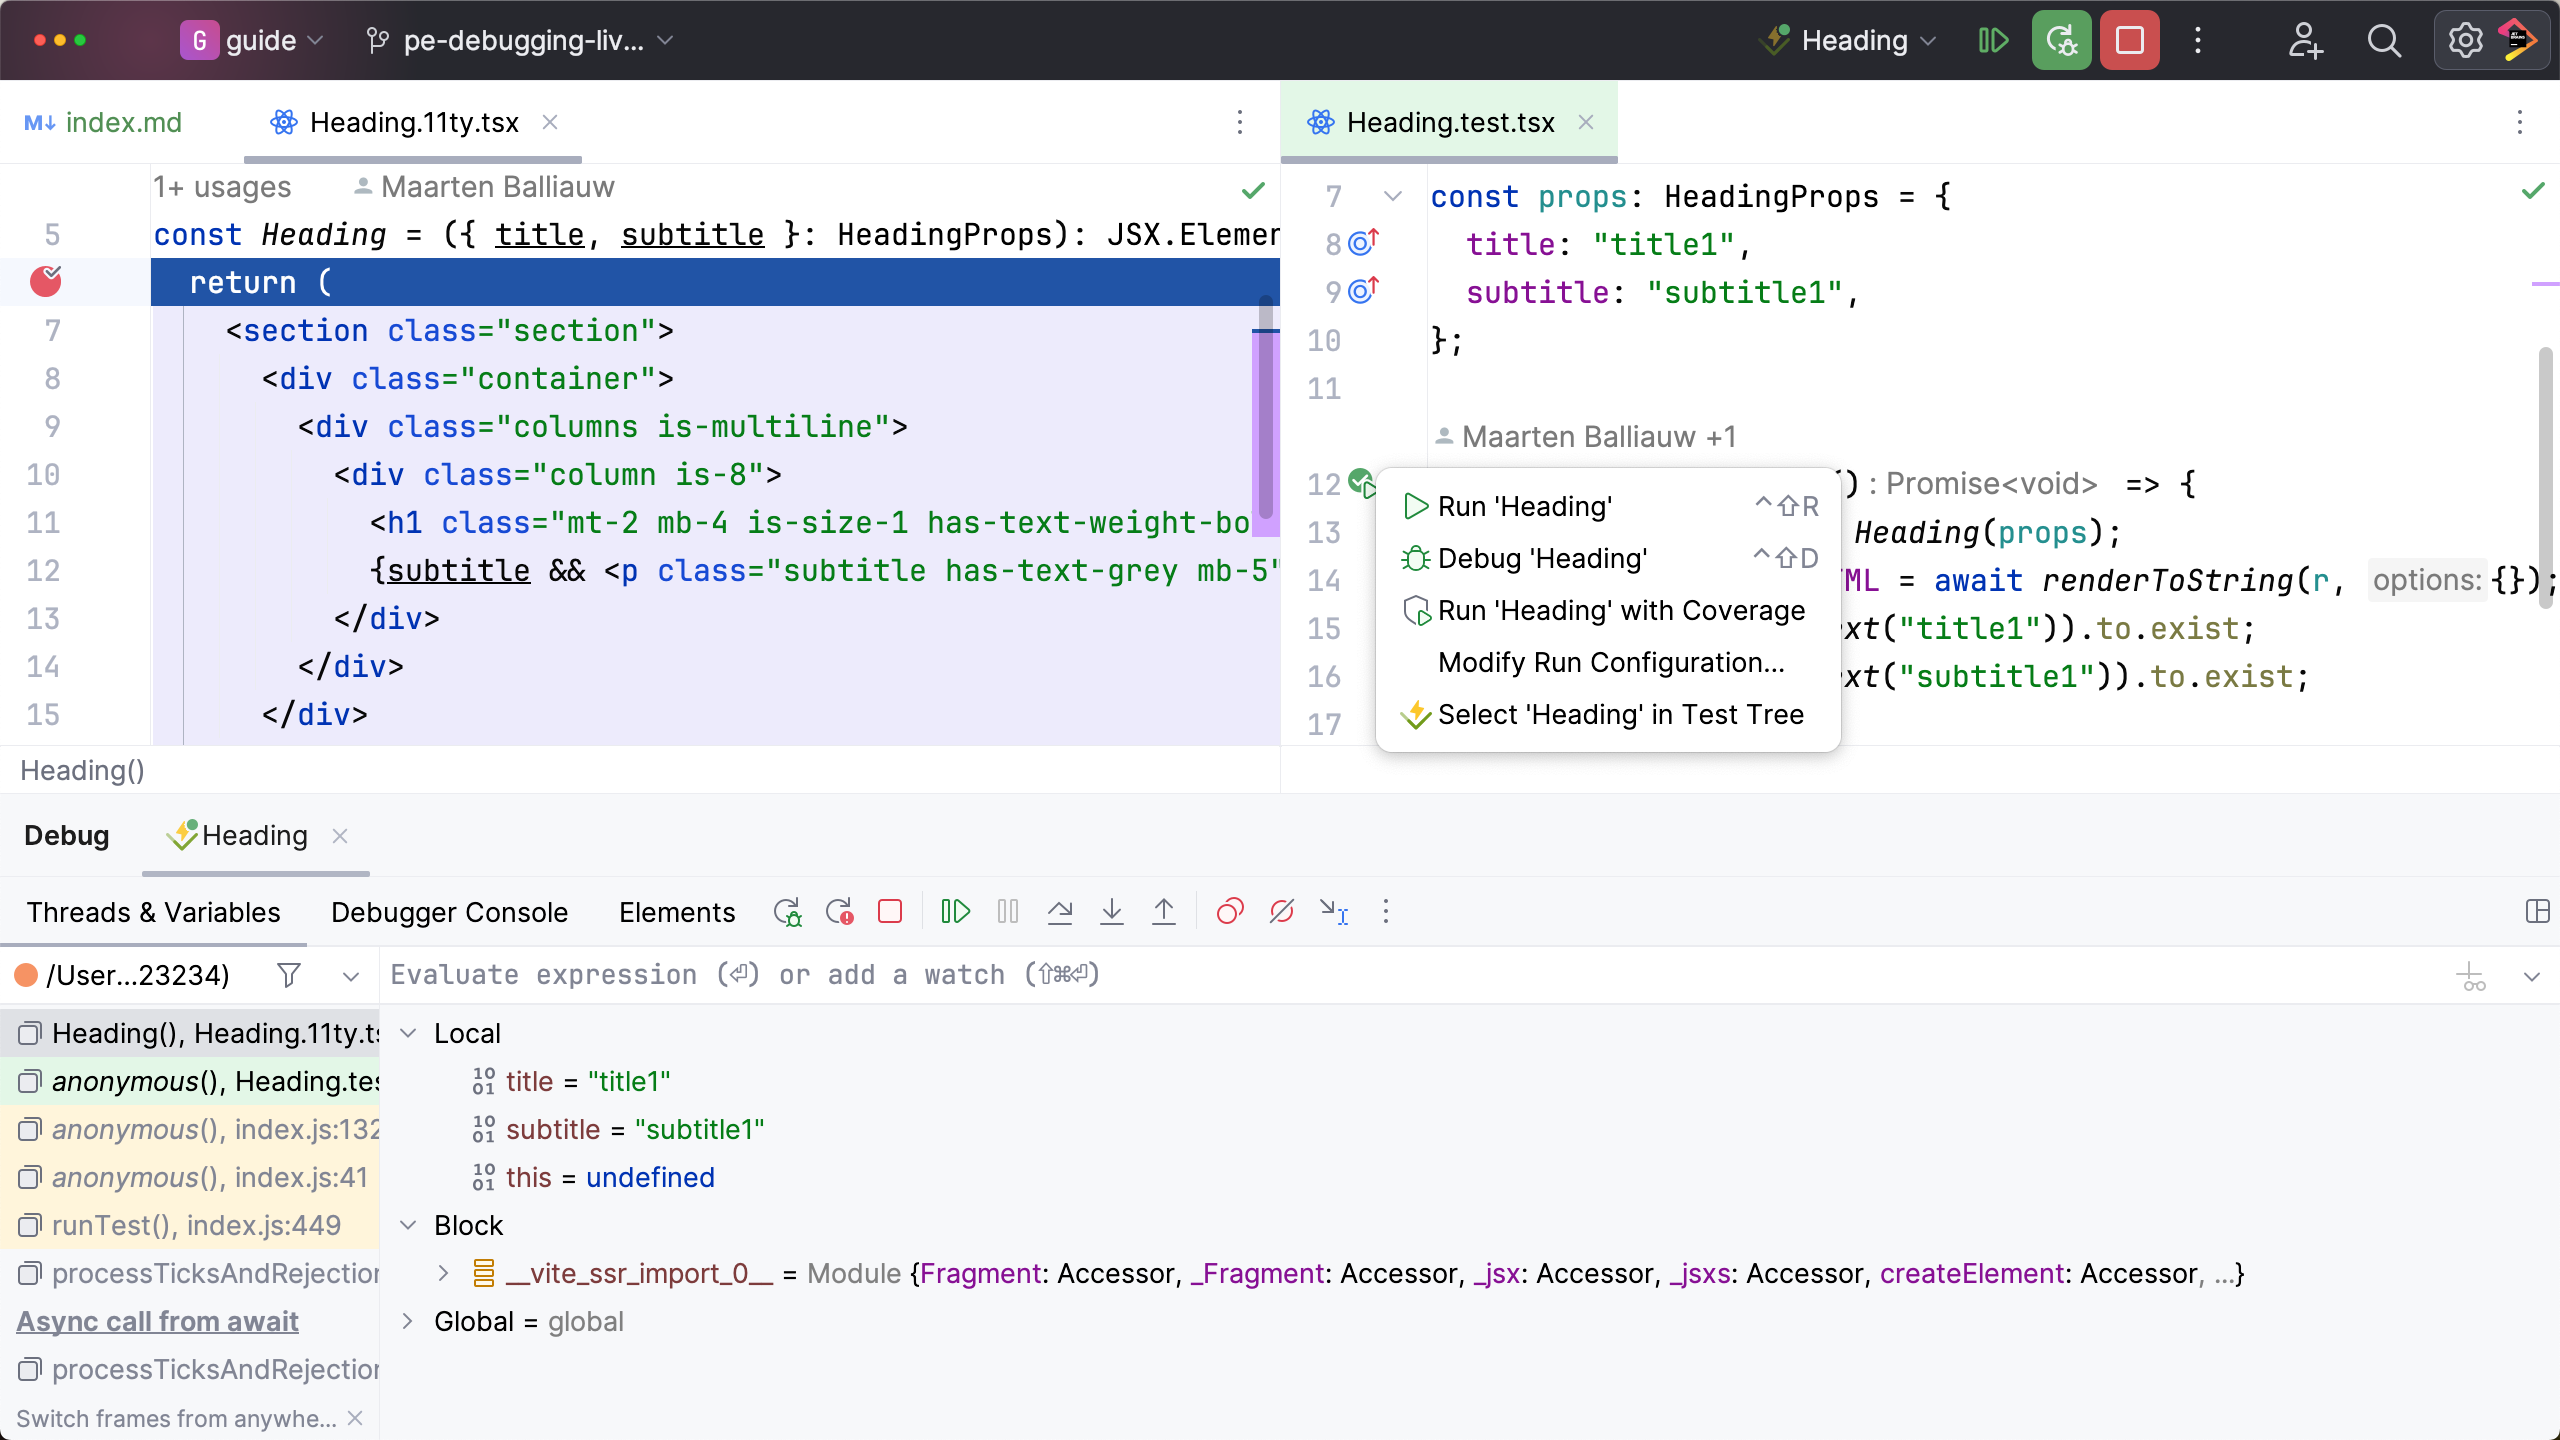 G guide
pe-debugging-liv...
Heading
index.md
Heading.11ty.tsx
Heading.test.tsx
1+ usages
Maarten Balliauw
5 const Heading = ({ title, subtitle }: HeadingProps): JSX.Elemen
return (
7 <section class="section">
8 <div class="container">
9 <div class="columns is-multiline">
10 <div class="column is-8">
11 <h1 class="mt-2 mb-4 is-size-1 has-text-weight-bo
12 {subtitle && <p class="subtitle has-text-grey mb-5"
13 </div>
14 </div>
15 </div>
Heading()
7 const props: HeadingProps = {
8 title: "title1",
9 subtitle: "subtitle1",
10 };
11
Maarten Balliauw +1
12 () : Promise<void> => {
13 Heading(props);
14 ML = await renderToString(r, options: {});
15 xt("title1")).to.exist;
16 xt("subtitle1")).to.exist;
17
Run 'Heading' ⌃⇧R
Debug 'Heading' ⌃⇧D
Run 'Heading' with Coverage
Modify Run Configuration...
Select 'Heading' in Test Tree
Debug
Heading
Threads & Variables
Debugger Console
Elements
/User...23234)
Evaluate expression (⏎) or add a watch (⇧⌘⏎)
Heading(), Heading.11ty.ts
anonymous(), Heading.tes
anonymous(), index.js:132
anonymous(), index.js:41
runTest(), index.js:449
processTicksAndRejection
Async call from await
processTicksAndRejection
Switch frames from anywhe...
Local
title = "title1"
subtitle = "subtitle1"
this = undefined
Block
__vite_ssr_import_0__ = Module {Fragment: Accessor, _Fragment: Accessor, _jsx: Accessor, _jsxs: Accessor, createElement: Accessor, ...}
Global = global